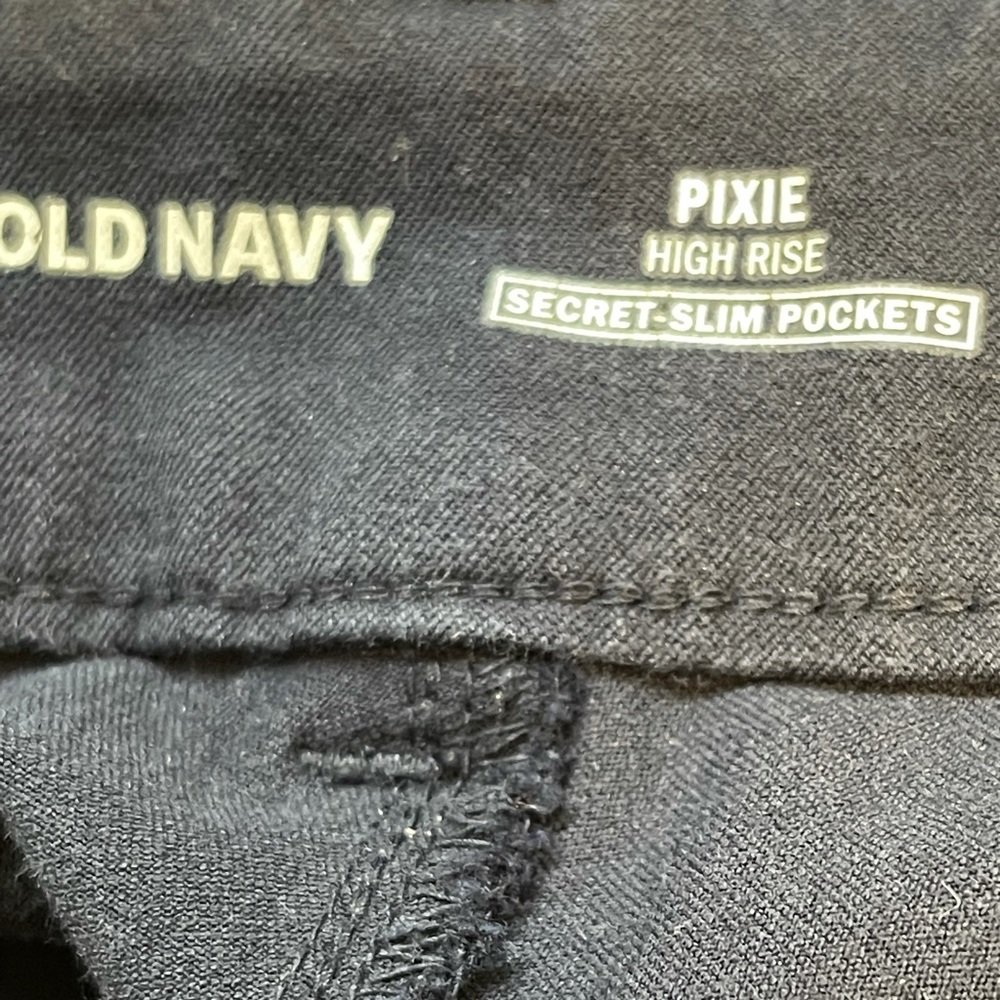 OLD NAVY
PIXIE
HIGH RISE
SECRET-SLIM POCKETS